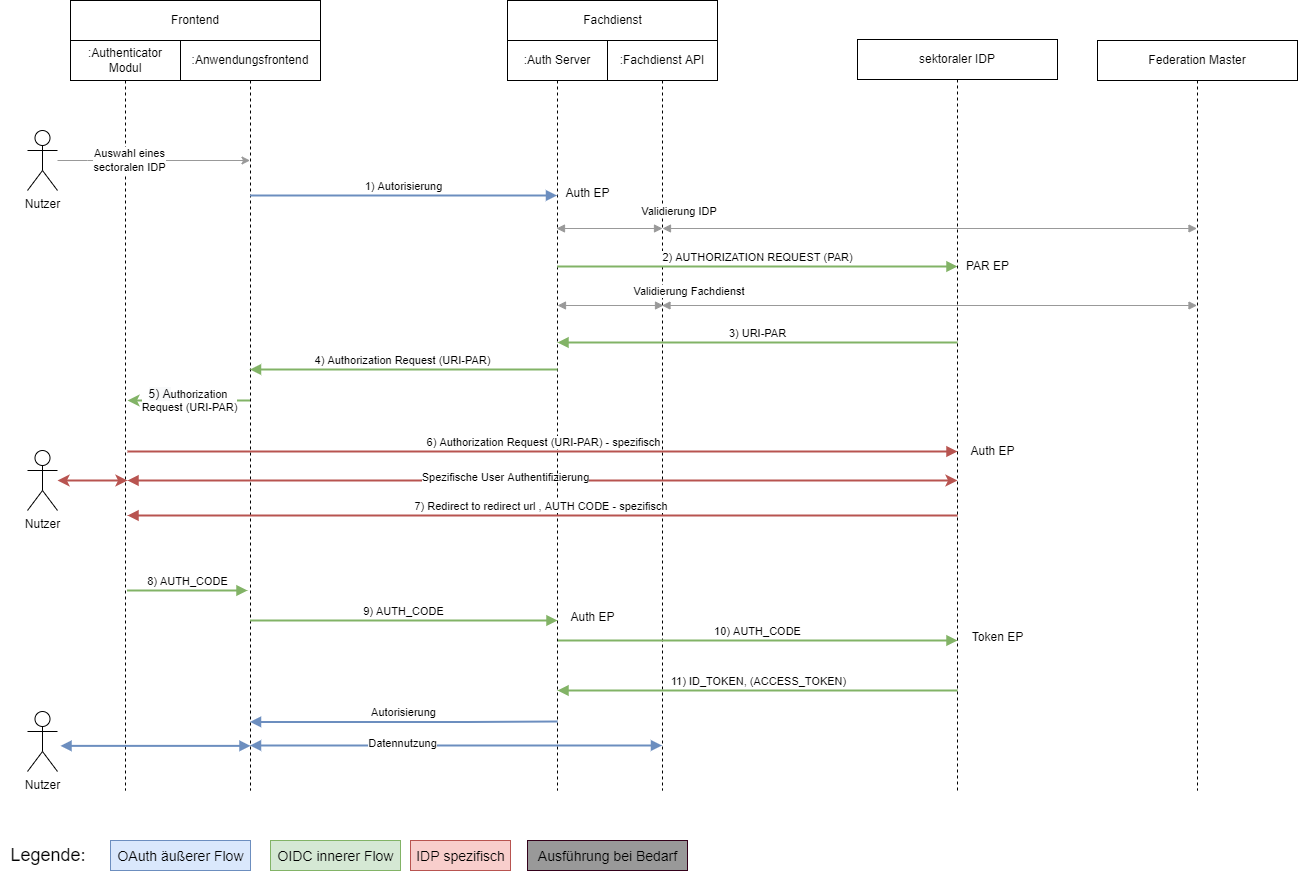 Frontend
Fachdienst
:Authenticator
Modul
:Anwendungsfrontend
:Auth Server
:Fachdienst API
sektoraler IDP
Federation Master
Auswahl eines
sectoralen IDP
Nutzer
1) Autorisierung
Auth EP
Validierung IDP
2) AUTHORIZATION REQUEST (PAR)
PAR EP
Validierung Fachdienst
3) URI-PAR
4) Authorization Request (URI-PAR)
5) Authorization
Request (URI-PAR)
6) Authorization Request (URI-PAR) - spezifisch
Auth EP
Spezifische User Authentifizierung
Nutzer
7) Redirect to redirect url , AUTH CODE - spezifisch
8) AUTH_CODE
9) AUTH_CODE
Auth EP
10) AUTH_CODE
Token EP
11) ID_TOKEN, (ACCESS_TOKEN)
Autorisierung
Datennutzung
Nutzer
Legende:
OAuth äußerer Flow
OIDC innerer Flow
IDP spezifisch
Ausführung bei Bedarf